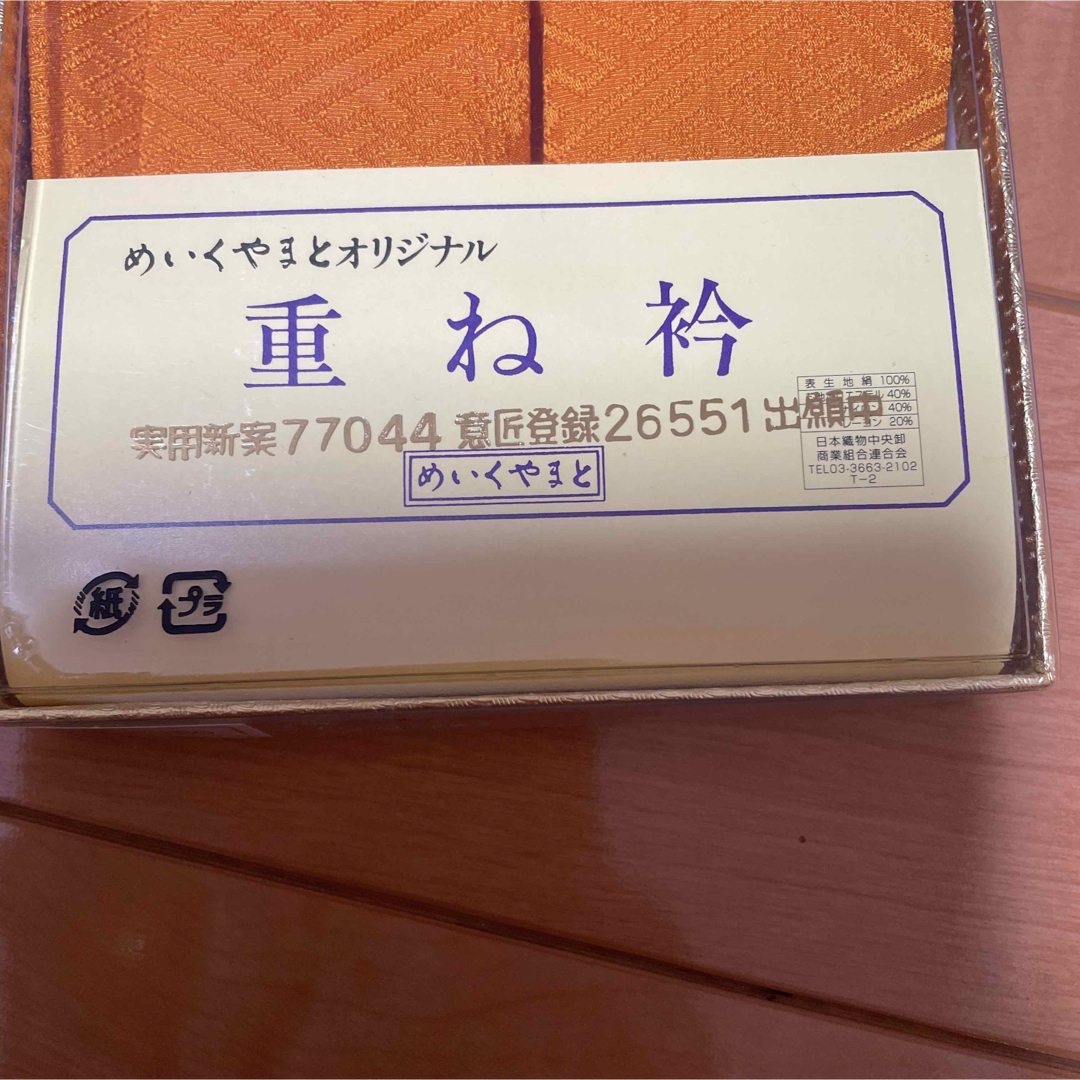 めいくやまとオリジナル
重ね衿
実用新案77044 意匠登録26551出願中
めいくやまと
表生地絹 100%
40%
40%
20%
日本織物中央卸
商業組合連合会
TEL03-3663-2102
T-2
紙
プラ